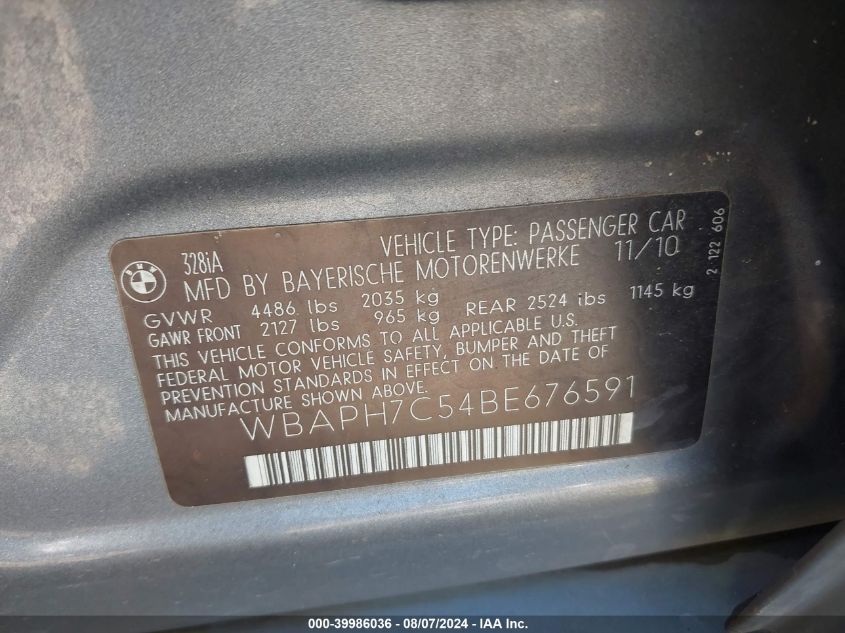 BMW
328iA
VEHICLE TYPE: PASSENGER CAR
MFD BY BAYERISCHE MOTORENWERKE 11/10
GVWR 4486 lbs 2035 kg
GAWR FRONT 2127 lbs 965 kg REAR 2524 lbs 1145 kg
THIS VEHICLE CONFORMS TO ALL APPLICABLE U.S.
FEDERAL MOTOR VEHICLE SAFETY, BUMPER AND THEFT
PREVENTION STANDARDS IN EFFECT ON THE DATE OF
MANUFACTURE SHOWN ABOVE.
WBAPH7C54BE676591
2 122 606
000-39986036 - 08/07/2024 - IAA Inc.